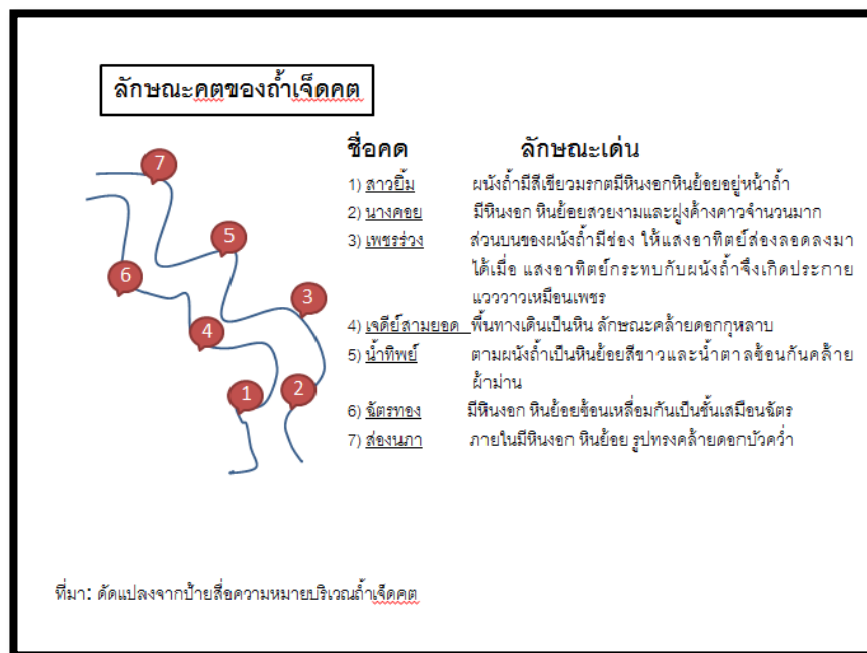 ลักษณะคตของถ้ำเจ็ดคต
ชื่อคด ลักษณะเด่น
1) สาวยิ้ม ผนังถ้ำมีสีเขียวมรกตมีหินงอกหินย้อยอยู่หน้าถ้ำ
2) นางคอย มีหินงอก หินย้อยสวยงามและฝูงค้างคาวจำนวนมาก
3) เพชรร่วง ส่วนบนของผนังถ้ำมีช่อง ให้แสงอาทิตย์ส่องลอดลงมา
ได้เมื่อ แสงอาทิตย์กระทบกับผนังถ้ำจึงเกิดประกาย
แวววาวเหมือนเพชร
4) เจดีย์สามยอด พื้นทางเดินเป็นหิน ลักษณะคล้ายดอกกุหลาบ
5) น้ำทิพย์ ตามผนังถ้ำเป็นหินย้อยสีขาวและน้ำตาลซ้อนกันคล้าย
ผ้าม่าน
6) ฉัตรทอง มีหินงอก หินย้อยซ้อนเหลื่อมกันเป็นชั้นเสมือนฉัตร
7) ส่องนภา ภายในมีหินงอก หินย้อย รูปทรงคล้ายดอกบัวคว่ำ
7
5
6
3
4
1
2
ที่มา: ดัดแปลงจากป้ายสื่อความหมายบริเวณถ้ำเจ็ดคต